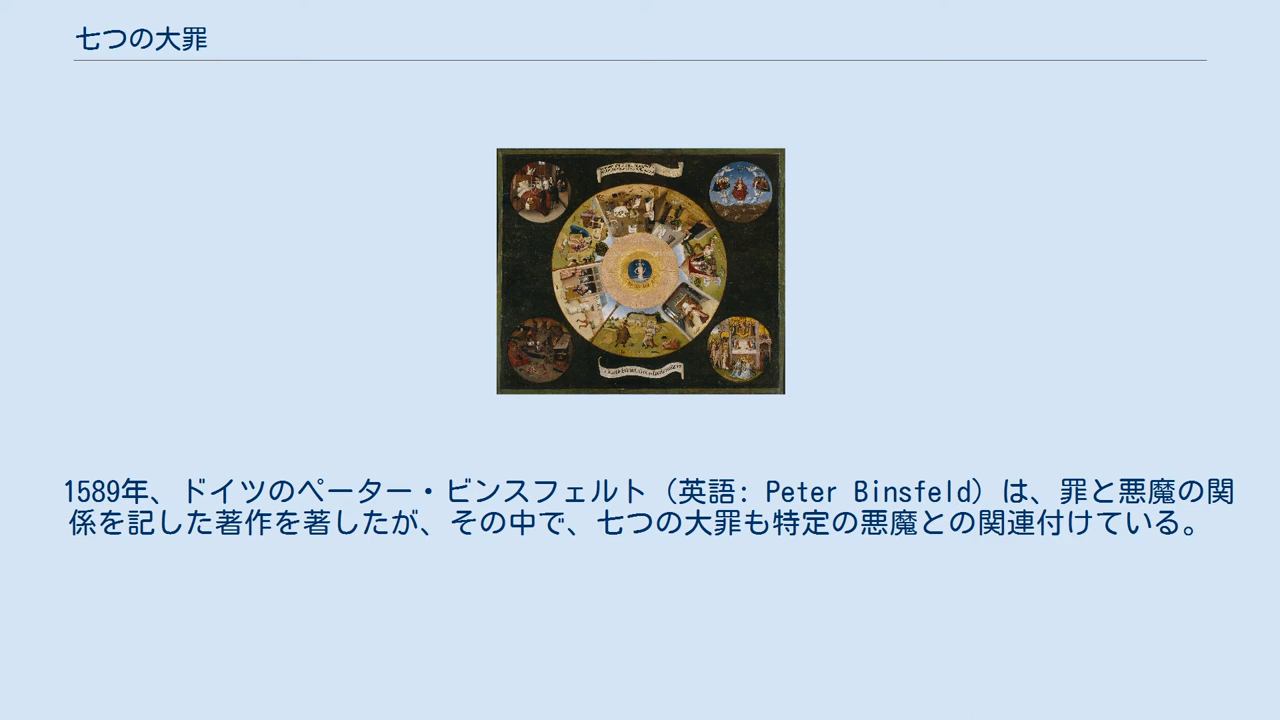 七つの大罪
1589年、ドイツのペーター・ビンスフェルト（英語: Peter Binsfeld）は、罪と悪魔の関
係を記した著作を著したが、その中で、七つの大罪も特定の悪魔との関連付けている。